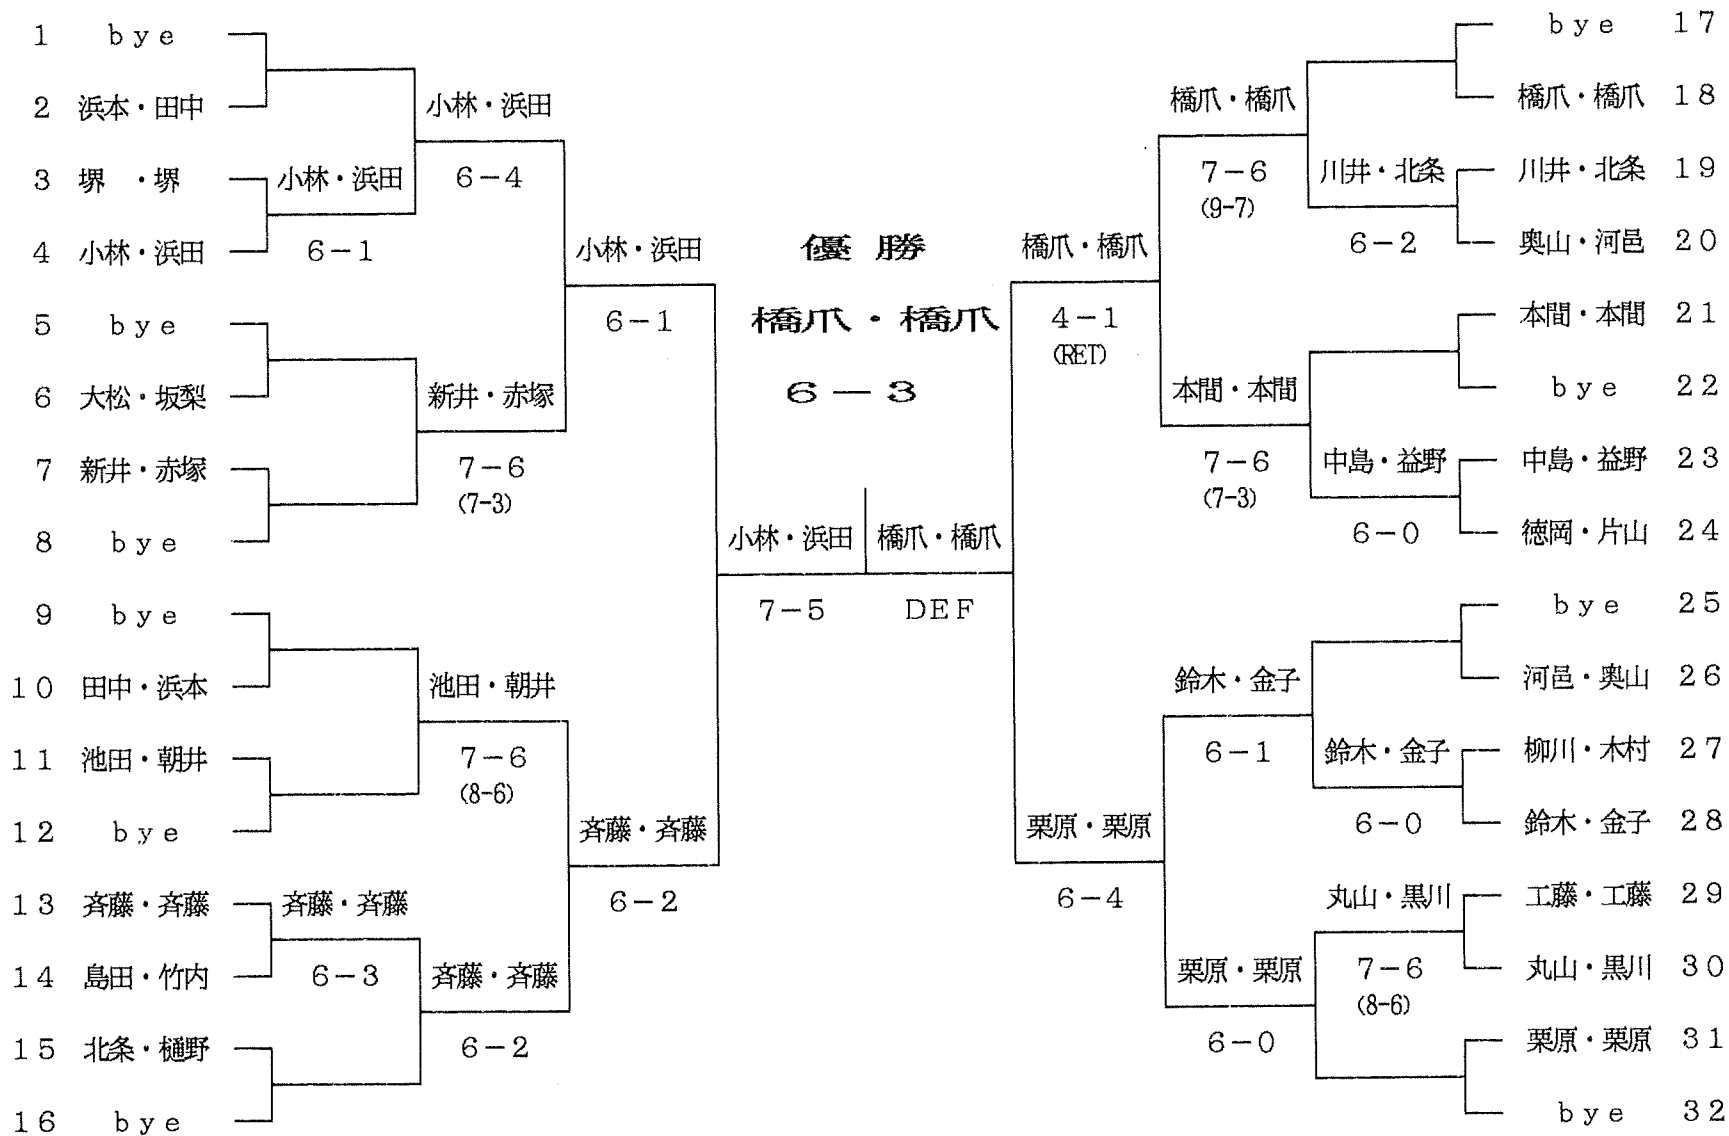 1 bye
2 浜本・田中
3 堺 ・堺
4 小林・浜田
5 bye
6 大松・坂梨
7 新井・赤塚
8 bye
9 bye
10 田中・浜本
11 池田・朝井
12 bye
13 斉藤・斉藤
14 島田・竹内
15 北条・樋野
16 bye
小林・浜田
6-1
斉藤・斉藤
6-3
小林・浜田
6-4
新井・赤塚
7-6
(7-3)
池田・朝井
7-6
(8-6)
斉藤・斉藤
6-2
小林・浜田
6-1
斉藤・斉藤
6-2
優勝
橋爪・橋爪
6-3
小林・浜田
7-5
橋爪・橋爪
DEF
橋爪・橋爪
4-1
(RET)
栗原・栗原
6-4
橋爪・橋爪
7-6
(9-7)
本間・本間
7-6
(7-3)
鈴木・金子
6-1
栗原・栗原
6-0
川井・北条
6-2
中島・益野
6-0
鈴木・金子
6-0
丸山・黒川
7-6
(8-6)
bye 17
橋爪・橋爪 18
川井・北条 19
奥山・河邑 20
本間・本間 21
bye 22
中島・益野 23
徳岡・片山 24
bye 25
河邑・奥山 26
柳川・木村 27
鈴木・金子 28
工藤・工藤 29
丸山・黒川 30
栗原・栗原 31
bye 32